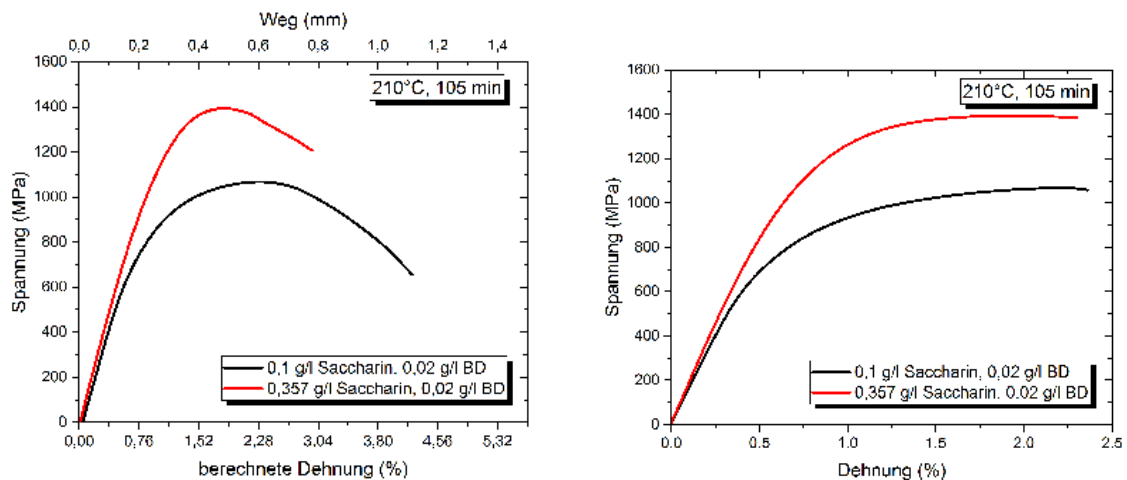 Weg (mm)
0,0 0,2 0,4 0,6 0,8 1,0 1,2 1,4
1600
1400
1200
1000
800
600
400
200
0
Spannung (MPa)
210°C, 105 min
0,1 g/l Saccharin. 0,02 g/l BD
0,357 g/l Saccharin, 0,02 g/l BD
0,00 0,76 1,52 2,28 3,04 3,80 4,56 5,32
berechnete Dehnung (%)
1600
1400
1200
1000
800
600
400
200
0
Spannung (MPa)
210°C, 105 min
0,1 g/l Saccharin, 0,02 g/l BD
0,357 g/l Saccharin. 0.02 g/l BD
0.0 0.5 1.0 1.5 2.0 2.5
Dehnung (%)